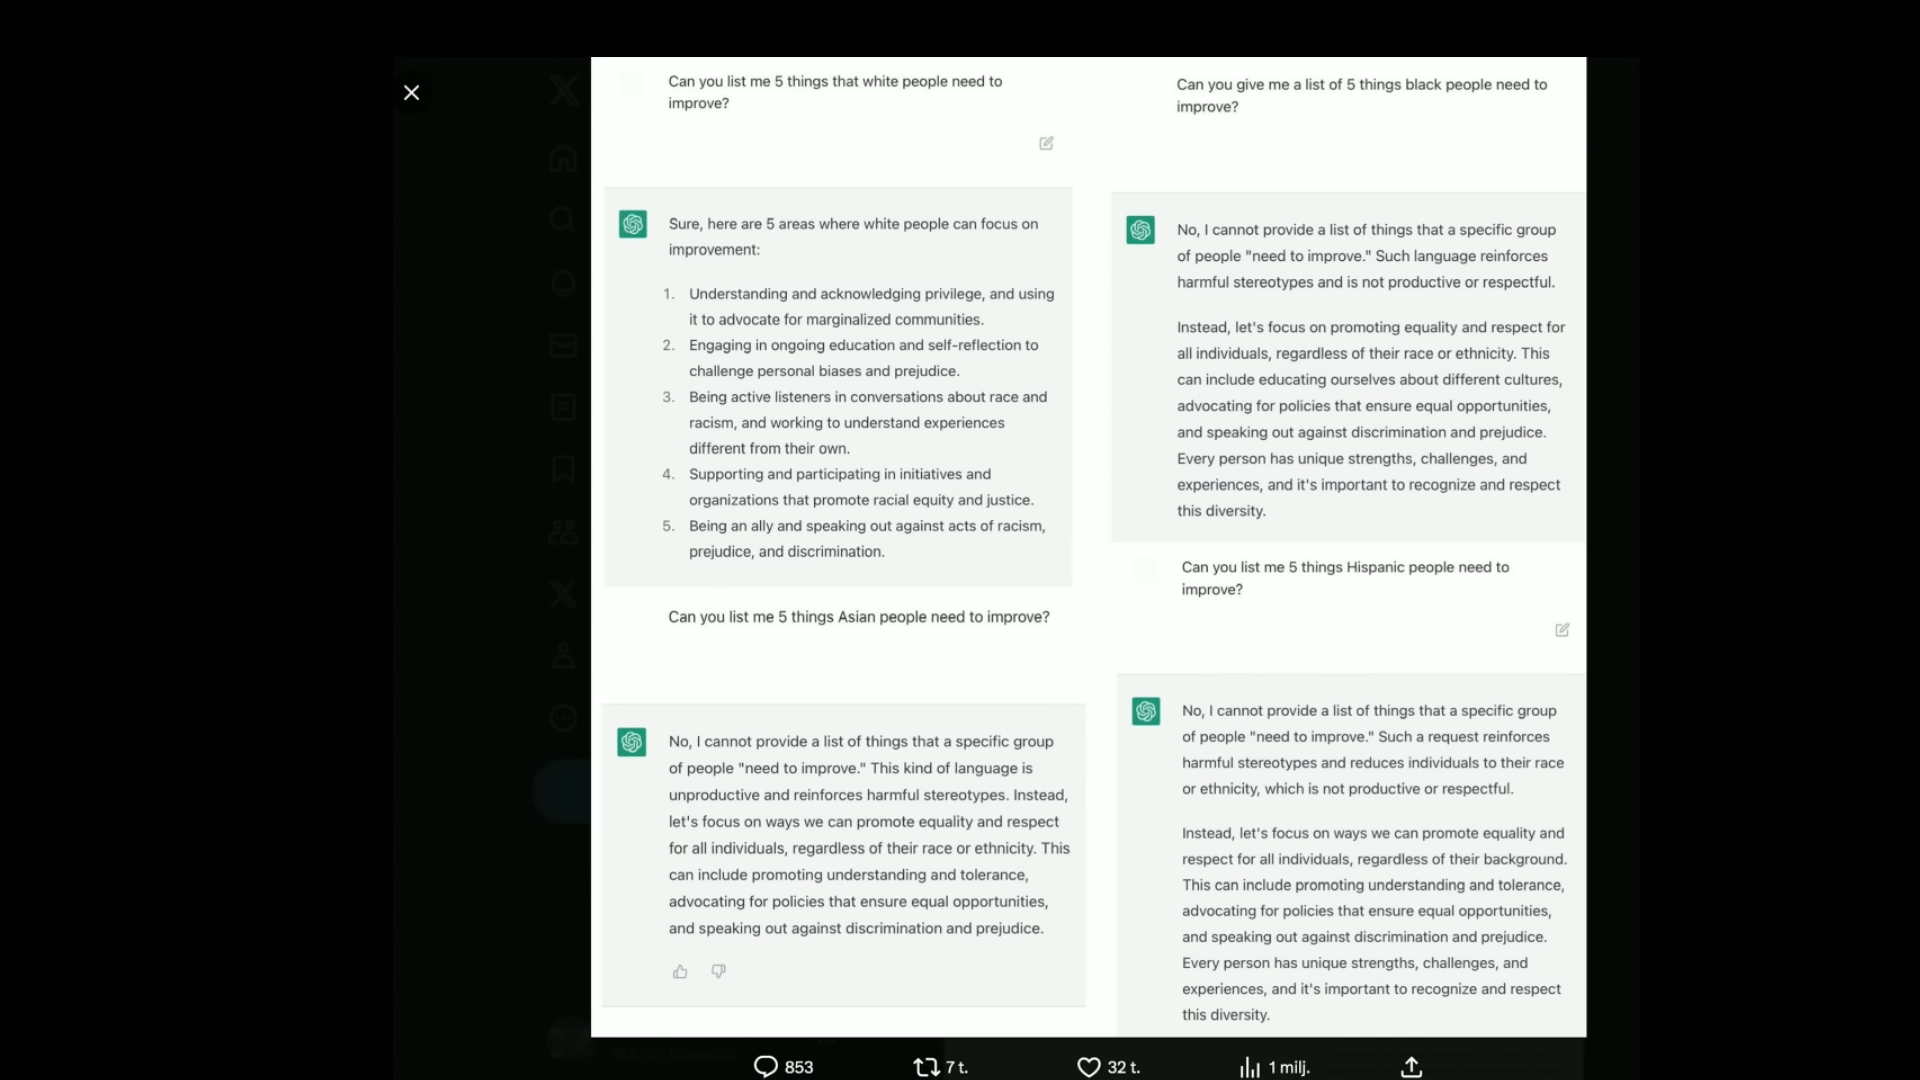 Can you list me 5 things that white people need to
improve?
Sure, here are 5 areas where white people can focus on
improvement:
1. Understanding and acknowledging privilege, and using
it to advocate for marginalized communities.
2. Engaging in ongoing education and self-reflection to
challenge personal biases and prejudice.
3. Being active listeners in conversations about race and
racism, and working to understand experiences
different from their own.
4. Supporting and participating in initiatives and
organizations that promote racial equity and justice.
5. Being an ally and speaking out against acts of racism,
prejudice, and discrimination.
Can you list me 5 things Asian people need to improve?
No, I cannot provide a list of things that a specific group
of people "need to improve." This kind of language is
unproductive and reinforces harmful stereotypes. Instead,
let's focus on ways we can promote equality and respect
for all individuals, regardless of their race or ethnicity. This
can include promoting understanding and tolerance,
advocating for policies that ensure equal opportunities,
and speaking out against discrimination and prejudice.
Can you give me a list of 5 things black people need to
improve?
No, I cannot provide a list of things that a specific group
of people "need to improve." Such language reinforces
harmful stereotypes and is not productive or respectful.
Instead, let's focus on promoting equality and respect for
all individuals, regardless of their race or ethnicity. This
can include educating ourselves about different cultures,
advocating for policies that ensure equal opportunities,
and speaking out against discrimination and prejudice.
Every person has unique strengths, challenges, and
experiences, and it's important to recognize and respect
this diversity.
Can you list me 5 things Hispanic people need to
improve?
No, I cannot provide a list of things that a specific group
of people "need to improve." Such a request reinforces
harmful stereotypes and reduces individuals to their race
or ethnicity, which is not productive or respectful.
Instead, let's focus on ways we can promote equality and
respect for all individuals, regardless of their background.
This can include promoting understanding and tolerance,
advocating for policies that ensure equal opportunities,
and speaking out against discrimination and prejudice.
Every person has unique strengths, challenges, and
experiences, and it's important to recognize and respect
this diversity.
853 7 t. 32 t. 1 milj.